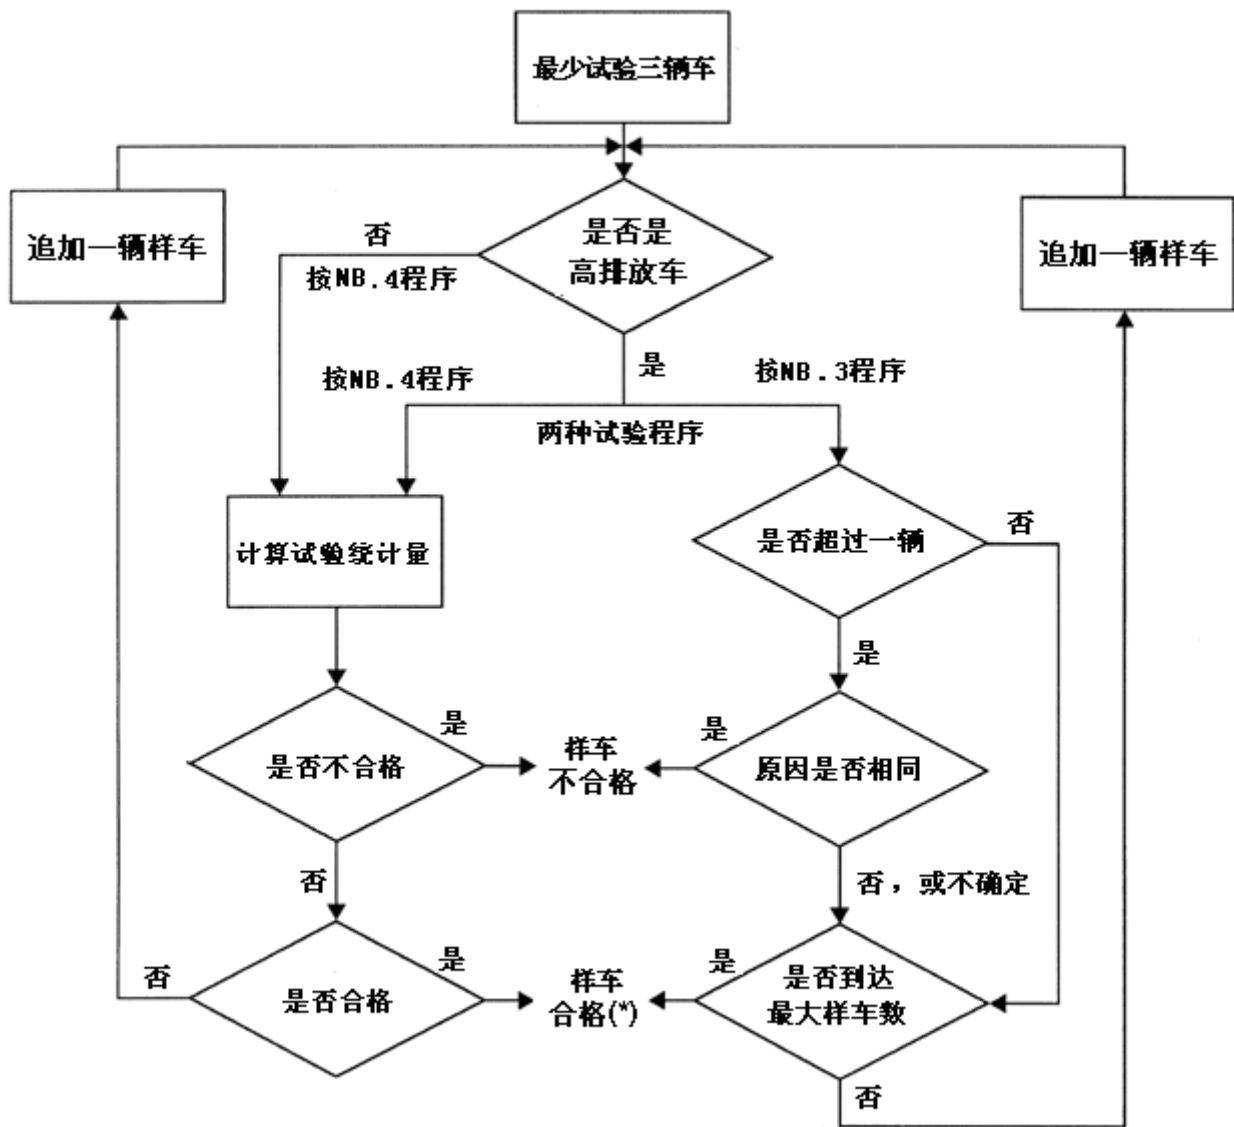 最少试验三辆车
追加一辆样车
否
是否是
高排放车
追加一辆样车
按NB.4程序
是
按NB.4程序
按NB.3程序
两种试验程序
计算试验统计量
是否超过一辆
否
是
是否不合格
是
样车
不合格
是
原因是否相同
否
否，或不确定
否
是否合格
是
样车
合格(*)
是
是否到达
最大样车数
否